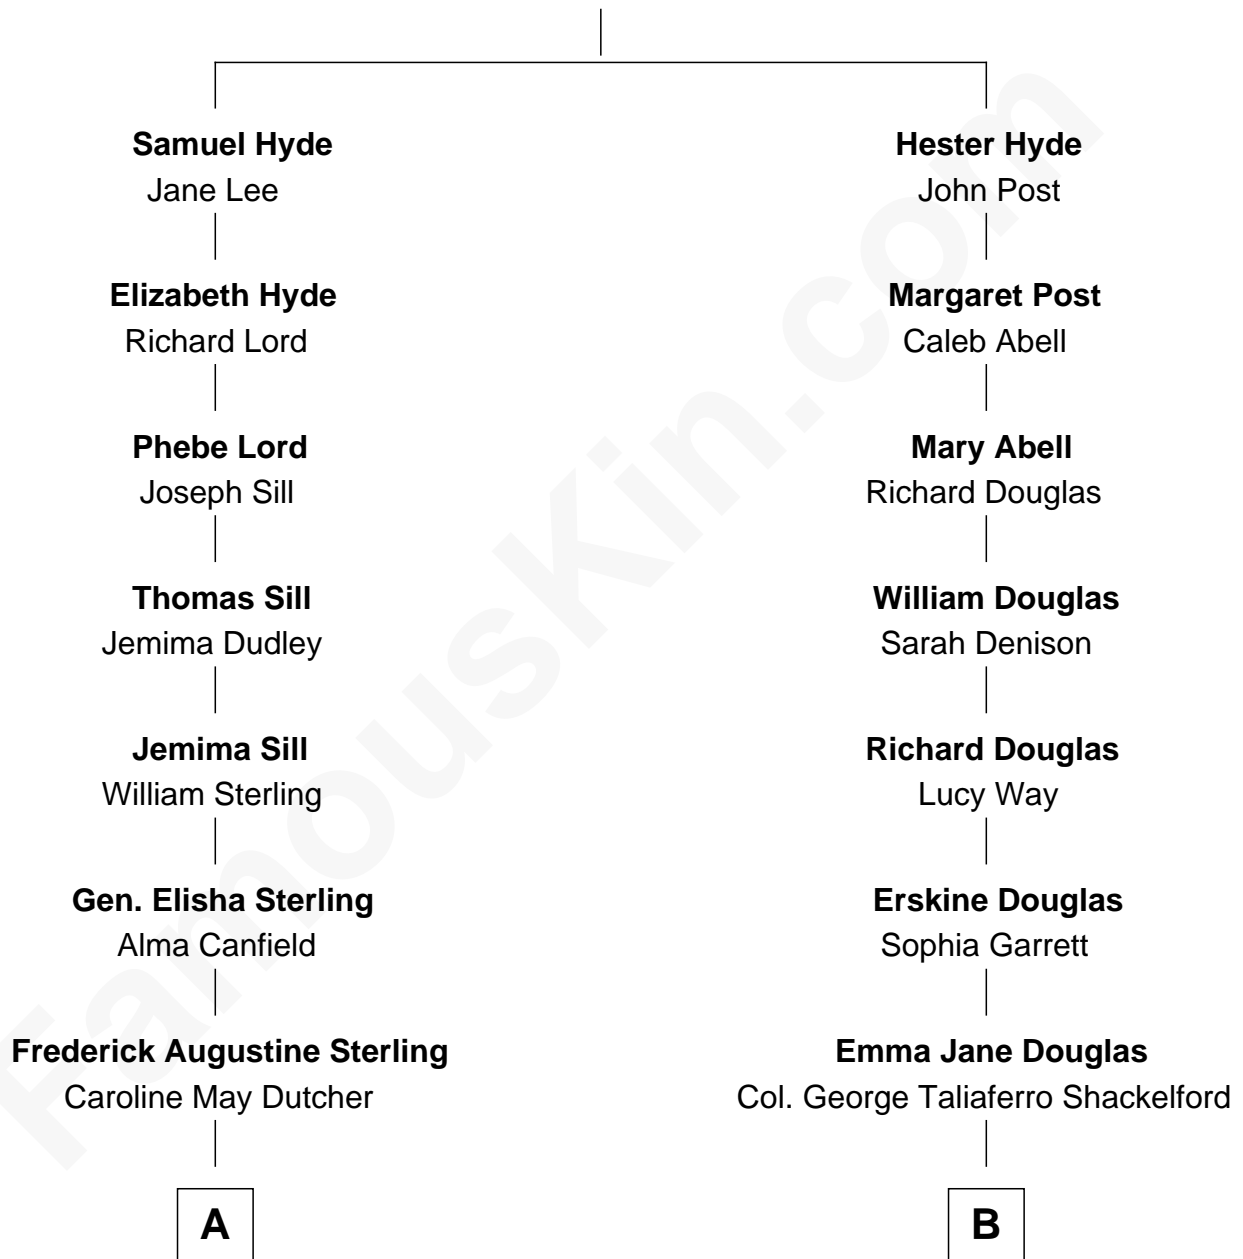 Samuel Hyde
Jane Lee
Elizabeth Hyde
Richard Lord
Phebe Lord
Joseph Sill
Thomas Sill
Jemima Dudley
Jemima Sill
William Sterling
Gen. Elisha Sterling
Alma Canfield
Frederick Augustine Sterling
Caroline May Dutcher
A
Hester Hyde
John Post
Margaret Post
Caleb Abell
Mary Abell
Richard Douglas
William Douglas
Sarah Denison
Richard Douglas
Lucy Way
Erskine Douglas
Sophia Garrett
Emma Jane Douglas
Col. George Taliaferro Shackelford
B
FamousKin.com